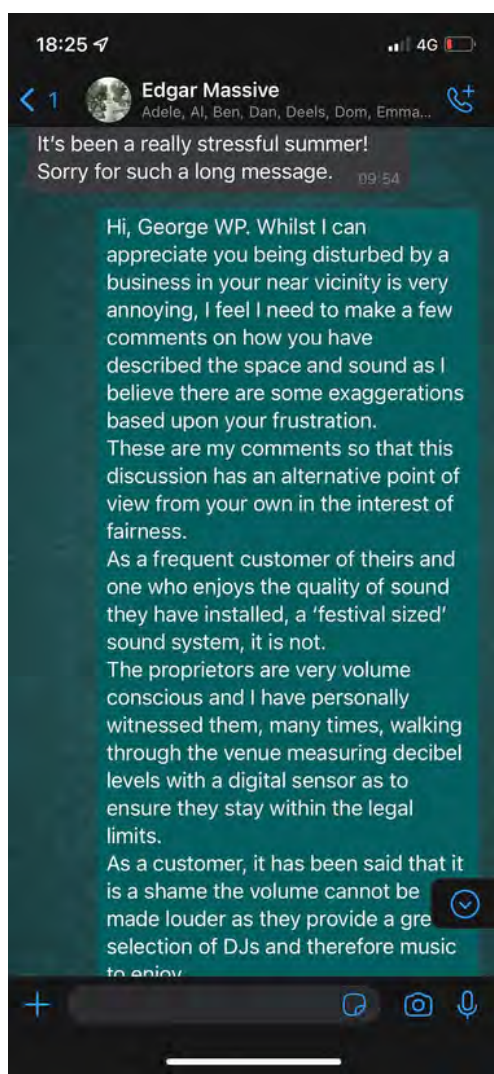 18:25
4G
1
Edgar Massive
Adele, Al, Ben, Dan, Deels, Dom, Emma...
It's been a really stressful summer!
Sorry for such a long message.
09:54
Hi, George WP. Whilst I can
appreciate you being disturbed by a
business in your near vicinity is very
annoying, I feel I need to make a few
comments on how you have
described the space and sound as I
believe there are some exaggerations
based upon your frustration.
These are my comments so that this
discussion has an alternative point of
view from your own in the interest of
fairness.
As a frequent customer of theirs and
one who enjoys the quality of sound
they have installed, a ‘festival sized’
sound system, it is not.
The proprietors are very volume
conscious and I have personally
witnessed them, many times, walking
through the venue measuring decibel
levels with a digital sensor as to
ensure they stay within the legal
limits.
As a customer, it has been said that it
is a shame the volume cannot be
made louder as they provide a gre
selection of DJs and therefore music
to enjoy